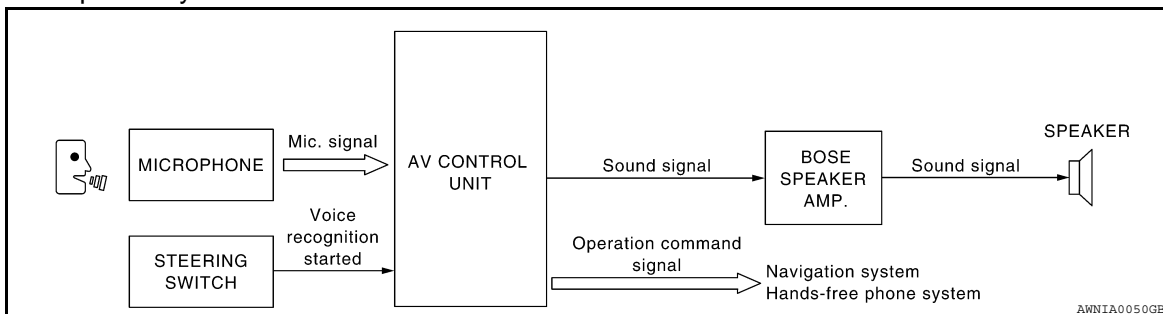 MICROPHONE
Mic. signal
STEERING
SWITCH
Voice
recognition
started
AV CONTROL
UNIT
Sound signal
BOSE
SPEAKER
AMP.
Sound signal
SPEAKER
Operation command
signal
Navigation system
Hands-free phone system
AWNIA0050GB